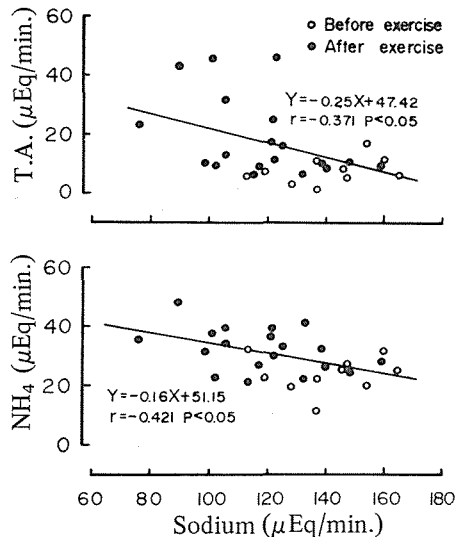 60
○ Before exercise
● After exercise
40
Y=-0.25X+47.42
r=-0.371 P<0.05
20
0
T.A. (μEq/min.)
60
40
20
Y=-0.16X+51.15
r=-0.421 P<0.05
0
NH₄ (μEq/min.)
60 80 100 120 140 160 180
Sodium (μEq/min.)